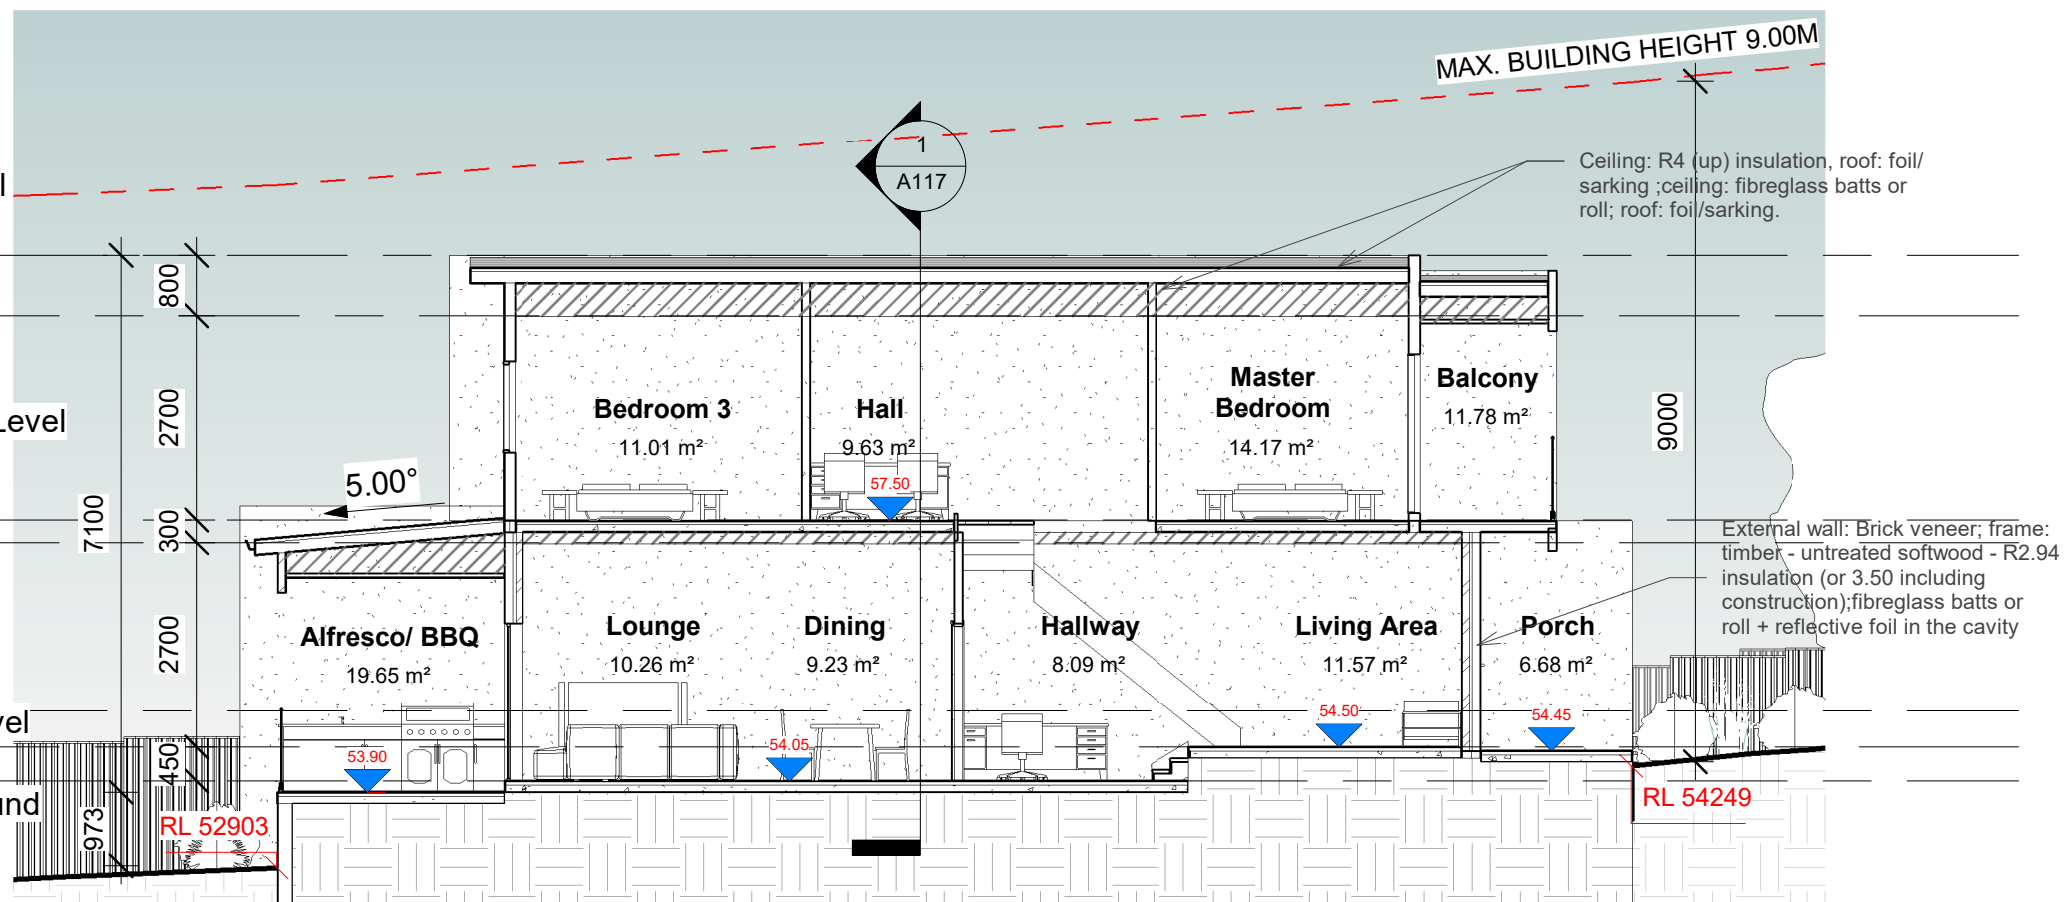 MAX. BUILDING HEIGHT 9.00M
1
A117
Ceiling: R4 (up) insulation, roof: foil/
sarking ;ceiling: fibreglass batts or
roll; roof: foil/sarking.
800
2700
Level
5.00°
7100
300
2700
450
973
9000
Bedroom 3
11.01 m²
Hall
9.63 m²
57.50
Master
Bedroom
14.17 m²
Balcony
11.78 m²
External wall: Brick veneer; frame:
timber - untreated softwood - R2.94
insulation (or 3.50 including
construction);fibreglass batts or
roll + reflective foil in the cavity
Alfresco/ BBQ
19.65 m²
53.90
Lounge
10.26 m²
Dining
9.23 m²
54.05
Hallway
8.09 m²
Living Area
11.57 m²
54.50
Porch
6.68 m²
54.45
vel
und
RL 52903
RL 54249